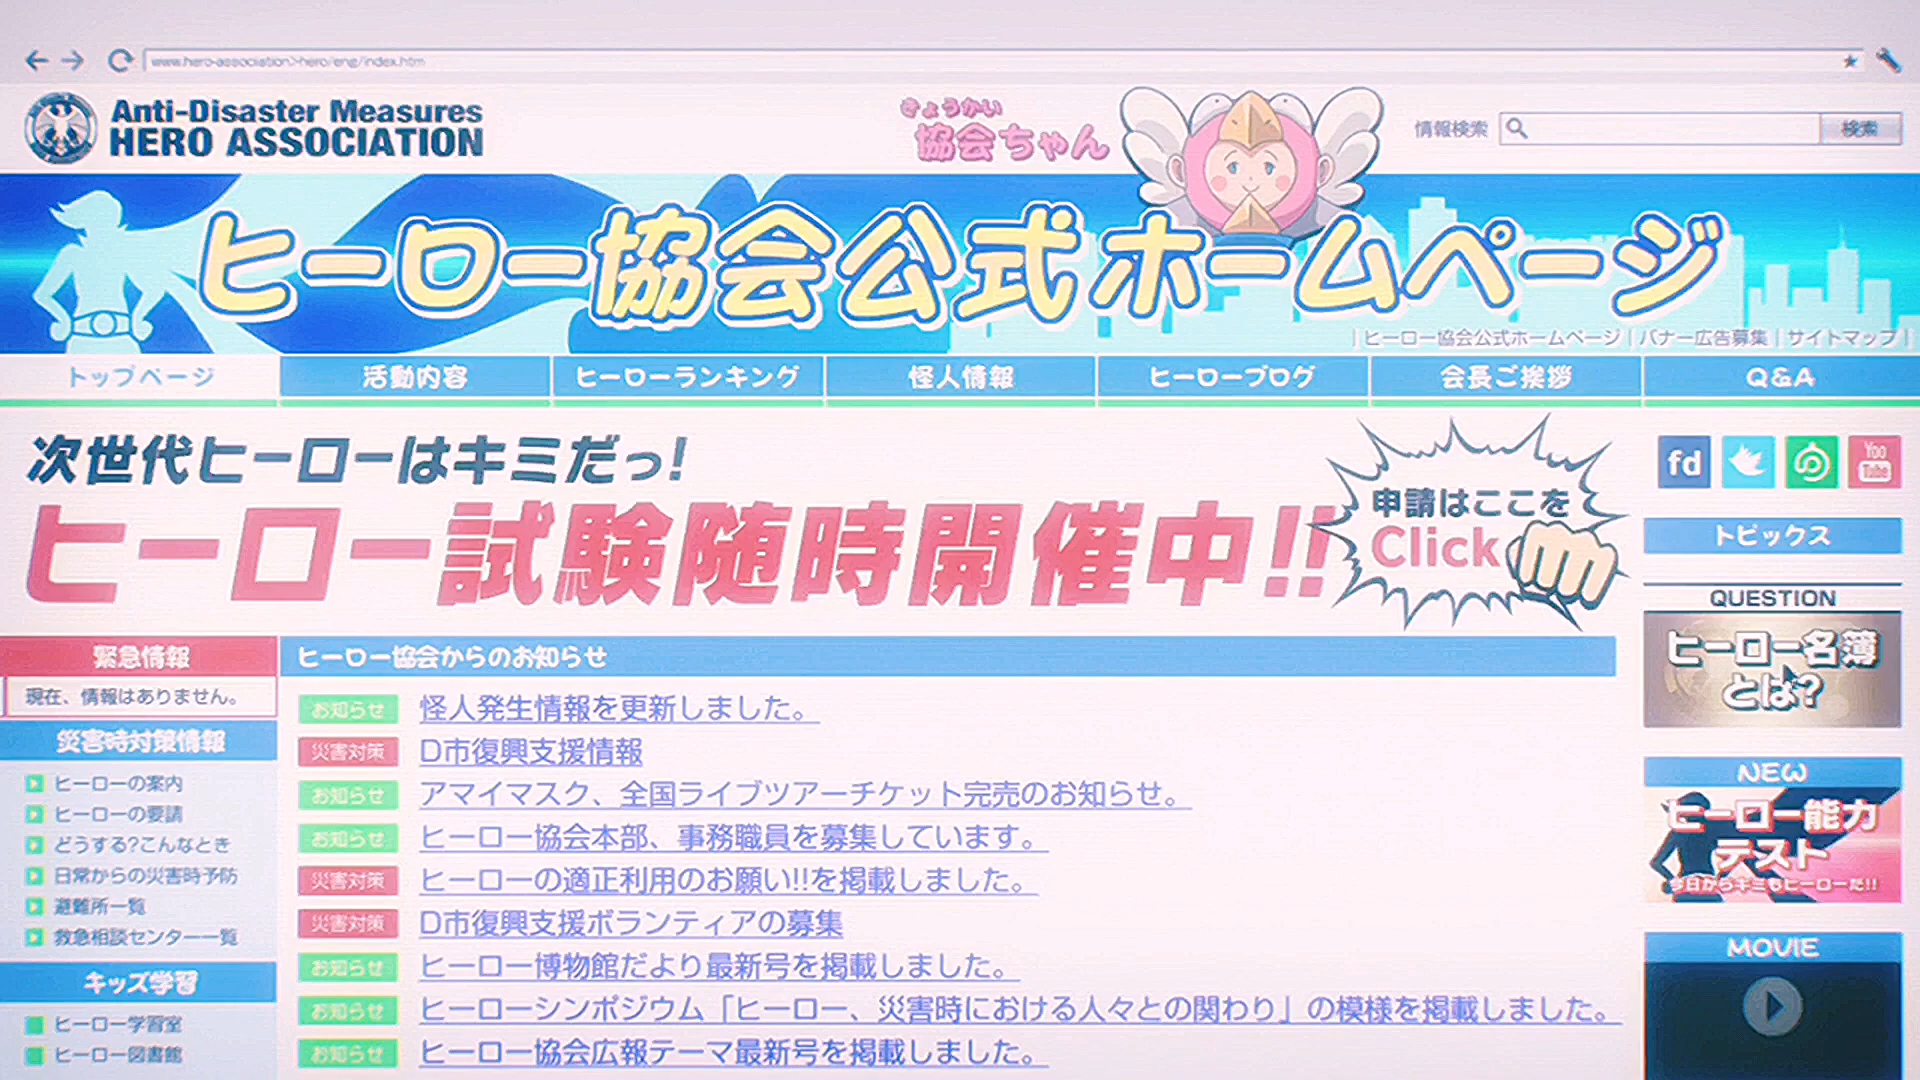 www.hero-association>hero/eng/index.htm
Anti-Disaster Measures
HERO ASSOCIATION
きょうかい
協会ちゃん
情報検索
検索
ヒーロー協会公式ホームページ
|ヒーロー協会公式ホームページ|バナー広告募集|サイトマップ|
トップページ
活動内容
ヒーローランキング
怪人情報
ヒーローブログ
会長ご挨拶
Q&A
次世代ヒーローはキミだっ!
ヒーロー試験随時開催中!!
申請はここを
Click
fd
You
Tube
トピックス
QUESTION
ヒーロー名簿
とは?
NEW
ヒーロー能力
テスト
今日からキミもヒーローだ!!
MOVIE
緊急情報
現在、情報はありません。
災害時対策情報
ヒーローの案内
ヒーローの要請
どうする?こんなとき
日常からの災害時予防
避難所一覧
救急相談センター一覧
キッズ学習
ヒーロー学習室
ヒーロー図書館
ヒーロー協会からのお知らせ
お知らせ 怪人発生情報を更新しました。
災害対策 D市復興支援情報
お知らせ アマイマスク、全国ライブツアーチケット完売のお知らせ。
お知らせ ヒーロー協会本部、事務職員を募集しています。
災害対策 ヒーローの適正利用のお願い!!を掲載しました。
災害対策 D市復興支援ボランティアの募集
お知らせ ヒーロー博物館だより最新号を掲載しました。
お知らせ ヒーローシンポジウム「ヒーロー、災害時における人々との関わり」の模様を掲載しました。
お知らせ ヒーロー協会広報テーマ最新号を掲載しました。